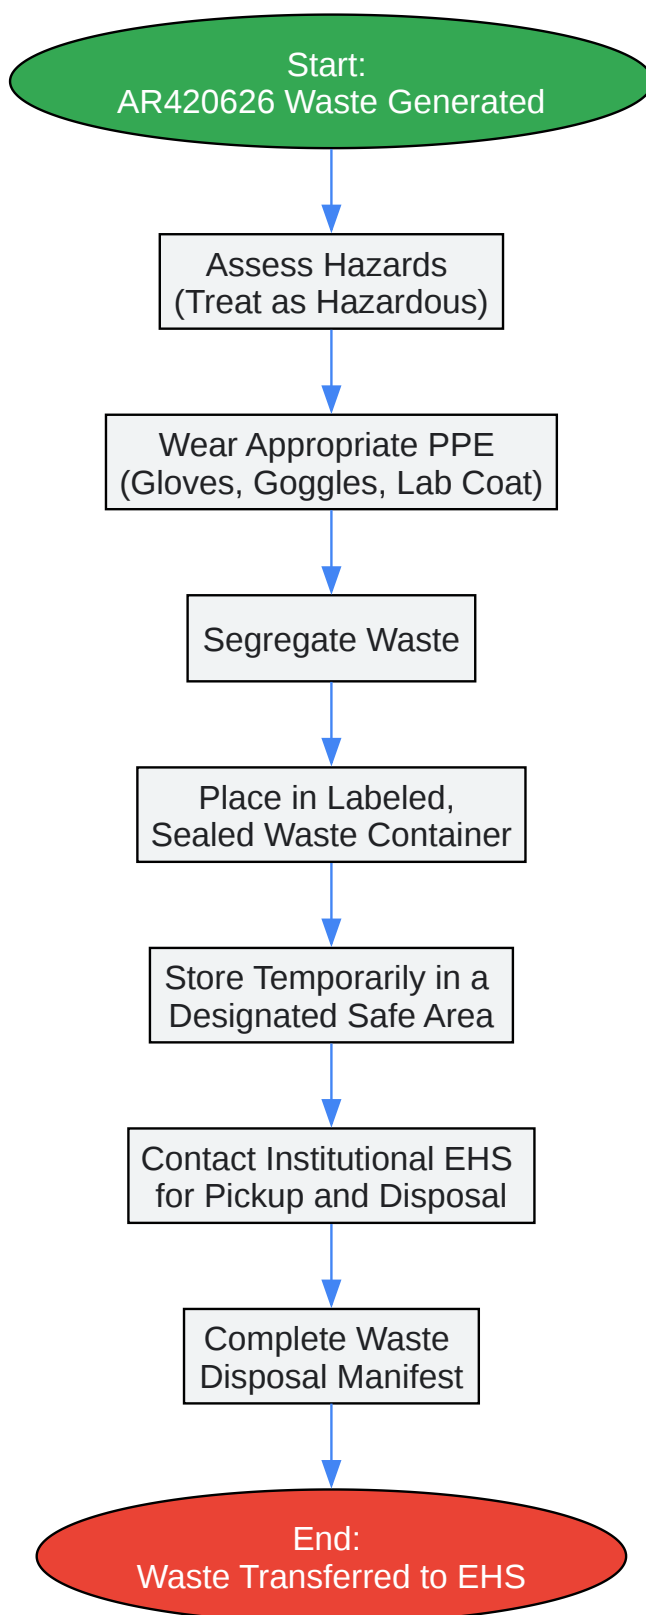 Start:
AR420626 Waste Generated
Assess Hazards
(Treat as Hazardous)
Wear Appropriate PPE
(Gloves, Goggles, Lab Coat)
Segregate Waste
Place in Labeled,
Sealed Waste Container
Store Temporarily in a
Designated Safe Area
Contact Institutional EHS
for Pickup and Disposal
Complete Waste
Disposal Manifest
End:
Waste Transferred to EHS